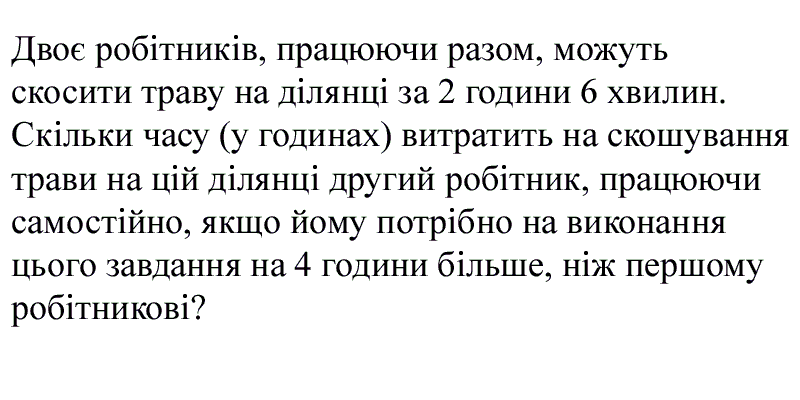 Двоє робітників, працюючи разом, можуть
скосити траву на ділянці за 2 години 6 хвилин.
Скільки часу (у годинах) витратить на скошування
трави на цій ділянці другий робітник, працюючи
самостійно, якщо йому потрібно на виконання
цього завдання на 4 години більше, ніж першому
робітникові?